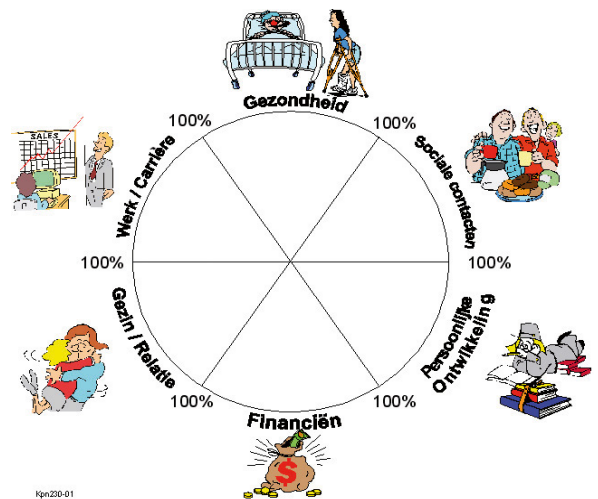 Gezondheid
100%
100%
SALES
Werk / Carrière
Sociale contacten
100%
100%
Gezin / Relatie
Persoonlijke
Ontwikkeling
100%
100%
Financiën
$
Kpn230-01